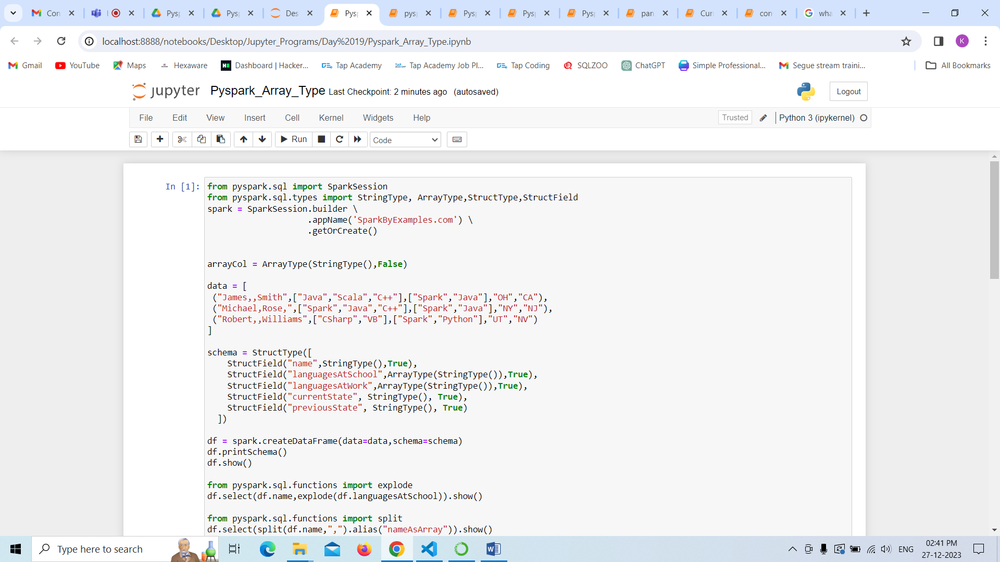 Con
Pys
Pys
Des
Pys
pys
Pys
Pys
Pys
pan
Cur
con
wha
localhost:8888/notebooks/Desktop/Jupyter_Programs/Day%2019/Pyspark_Array_Type.ipynb
K
Gmail
YouTube
Maps
Hexaware
Dashboard | Hacker...
Tap Academy
Tap Academy Job Pl...
Tap Coding
SQLZOO
ChatGPT
Simple Professional...
Segue stream traini...
All Bookmarks
jupyter Pyspark_Array_Type Last Checkpoint: 2 minutes ago (autosaved)
Logout
File Edit View Insert Cell Kernel Widgets Help
Trusted
Python 3 (ipykernel)
Run
Code
In [1]:
from pyspark.sql import SparkSession
from pyspark.sql.types import StringType, ArrayType,StructType,StructField
spark = SparkSession.builder \
.appName('SparkByExamples.com') \
.getOrCreate()
arrayCol = ArrayType(StringType(),False)
data = [
("James,,Smith",["Java","Scala","C++"],["Spark","Java"],"OH","CA"),
("Michael,Rose,",["Spark","Java","C++"],["Spark","Java"],"NY","NJ"),
("Robert,,Williams",["CSharp","VB"],["Spark","Python"],"UT","NV")
]
schema = StructType([
StructField("name",StringType(),True),
StructField("languagesAtSchool",ArrayType(StringType()),True),
StructField("languagesAtWork",ArrayType(StringType()),True),
StructField("currentState", StringType(), True),
StructField("previousState", StringType(), True)
])
df = spark.createDataFrame(data=data,schema=schema)
df.printSchema()
df.show()
from pyspark.sql.functions import explode
df.select(df.name,explode(df.languagesAtSchool)).show()
from pyspark.sql.functions import split
df.select(split(df.name,",").alias("nameAsArray")).show()
Type here to search
ENG
02:41 PM
27-12-2023